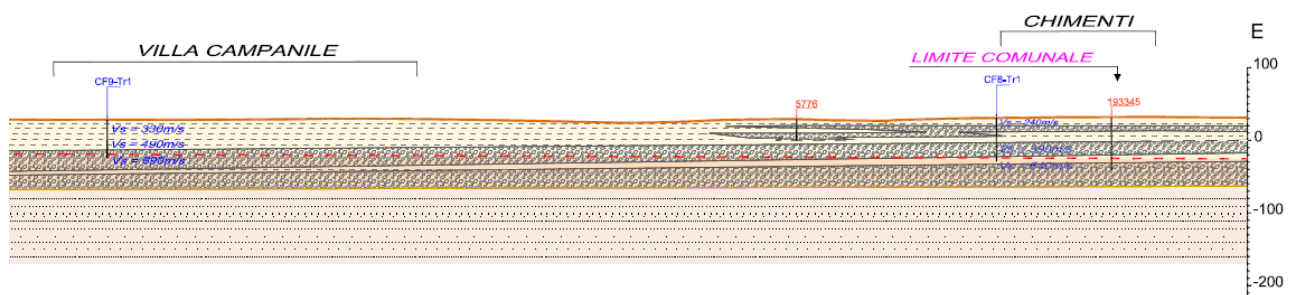 CHIMENTI
E
VILLA CAMPANILE
LIMITE COMUNALE
100
CF9-Tr1
CF8-Tr1
5776
193345
Vs = 330m/s
Vs = 240m/s
0
Vs = 490m/s
Vs = 690m/s
-100
-200